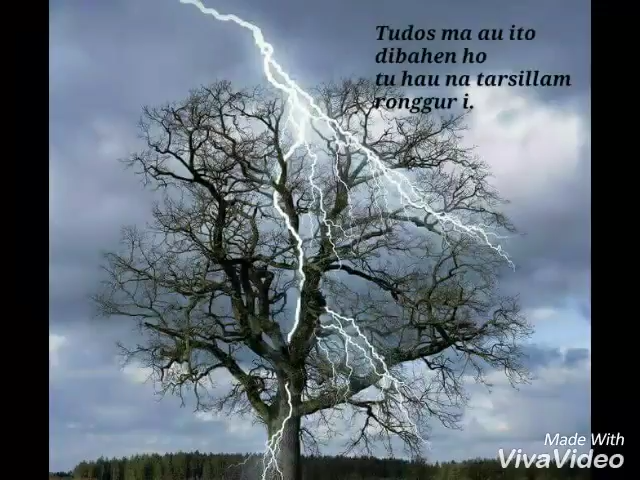 Tudos ma au ito
dibahen ho
tu hau na tarsillam
ronggur i.
Made With
VivaVideo